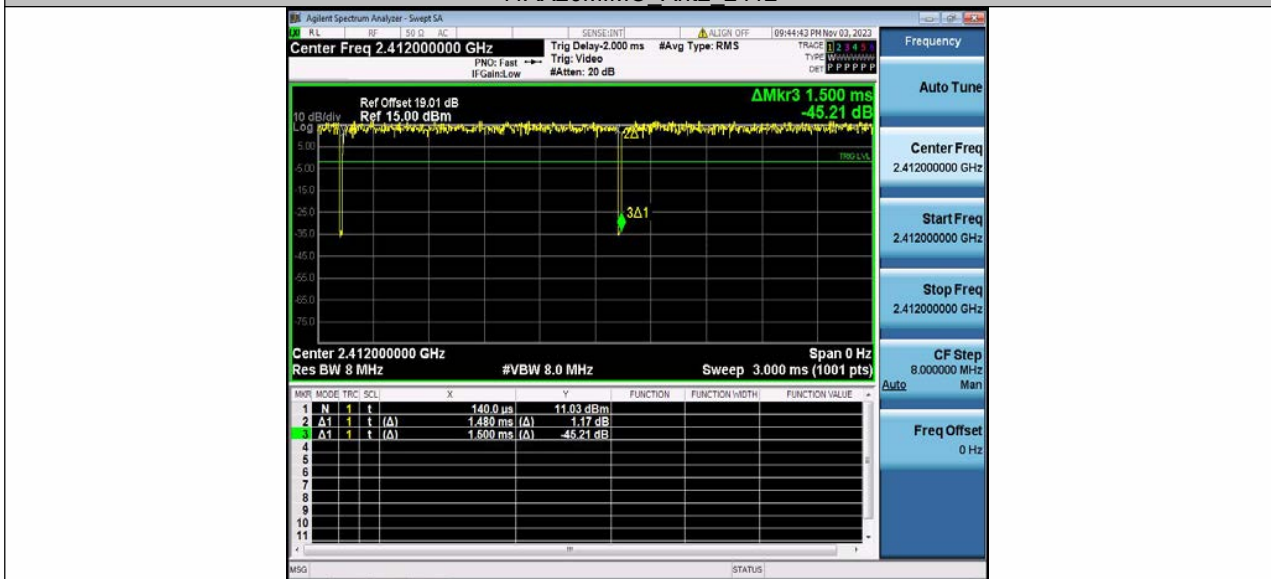 Agilent Spectrum Analyzer - Swept SA
RL RF 50 Ω AC SENSE:INT ALIGN OFF 09:44:43 PM Nov 03, 2023
Center Freq 2.412000000 GHz
PNO: Fast
IFGain:Low
Trig Delay-2.000 ms
Trig: Video
#Atten: 20 dB
#Avg Type: RMS
TRACE 1 2 3 4 5 6
TYPE W
DET P P P P P P
Frequency
ΔMkr3 1.500 ms
-45.21 dB
Ref Offset 19.01 dB
10 dB/div Ref 15.00 dBm
Log
2Δ1
5.00
TRIG LVL
-5.00
-15.0
-25.0
3Δ1
-35.0
-45.0
-55.0
-65.0
-75.0
Center 2.412000000 GHz Span 0 Hz
Res BW 8 MHz #VBW 8.0 MHz Sweep 3.000 ms (1001 pts)
MKR MODE TRC SCL X Y FUNCTION FUNCTION WIDTH FUNCTION VALUE
1 N 1 t 140.0 µs 11.03 dBm
2 Δ1 1 t (Δ) 1.480 ms (Δ) 1.17 dB
3 Δ1 1 t (Δ) 1.500 ms (Δ) -45.21 dB
4
5
6
7
8
9
10
11
Auto Tune
Center Freq
2.412000000 GHz
Start Freq
2.412000000 GHz
Stop Freq
2.412000000 GHz
CF Step
8.000000 MHz
Auto Man
Freq Offset
0 Hz
MSG STATUS